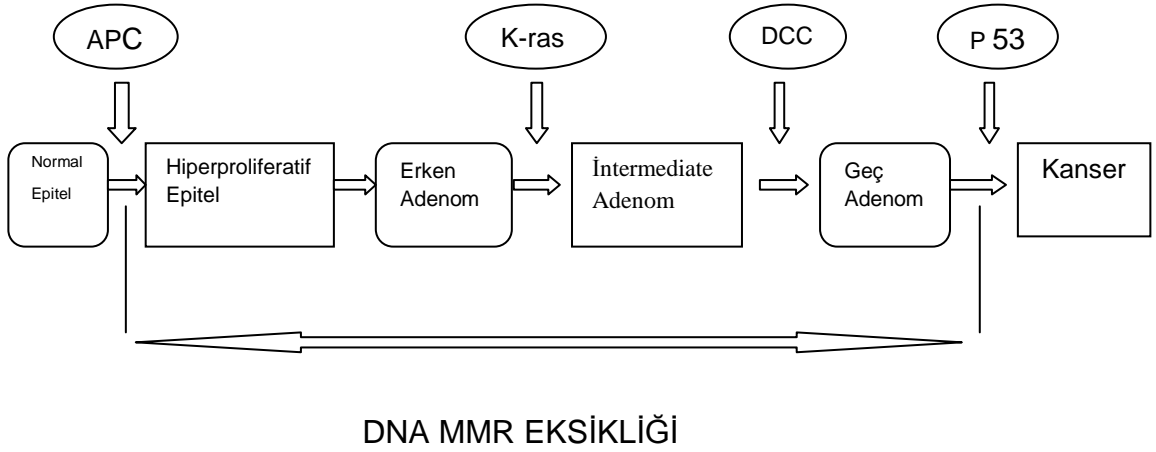 APC
K-ras
DCC
P 53
Normal
Epitel
Hiperproliferatif
Epitel
Erken
Adenom
İntermediate
Adenom
Geç
Adenom
Kanser
DNA MMR EKSİKLİĞİ